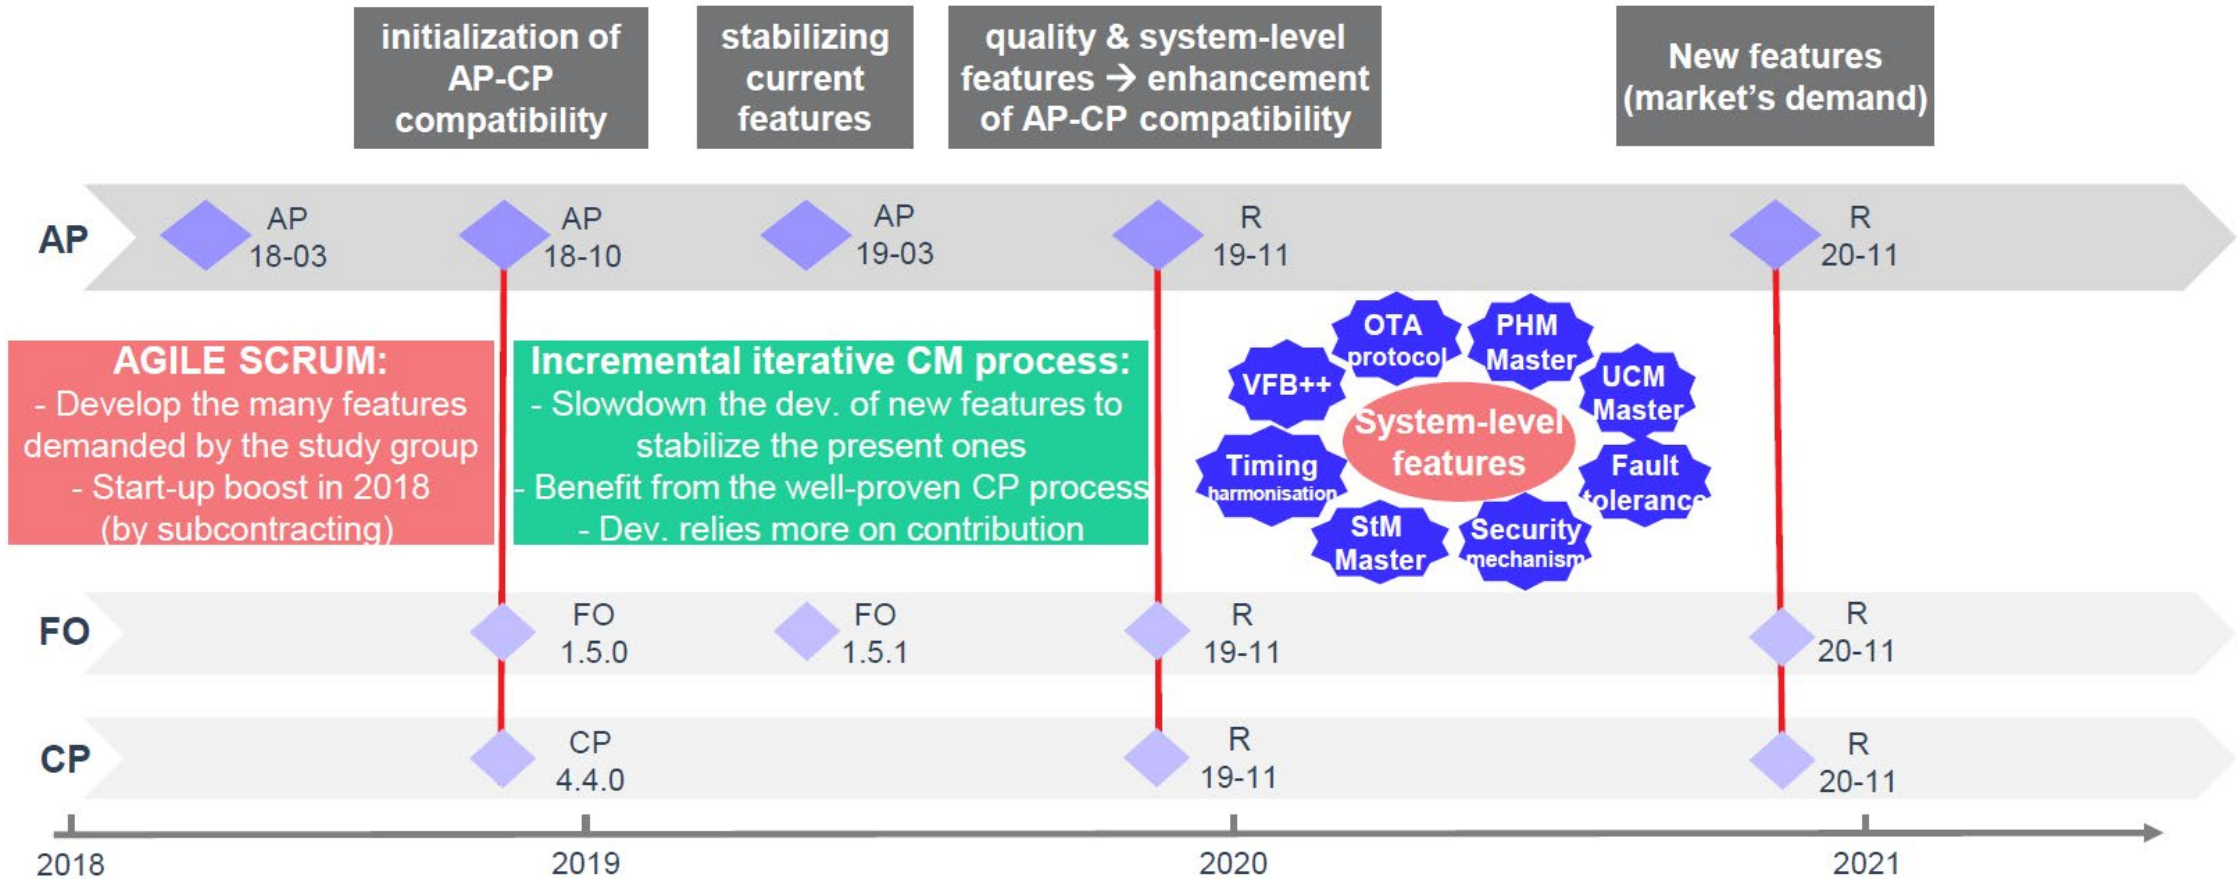 initialization of
AP-CP
compatibility
stabilizing
current
features
quality & system-level
features → enhancement
of AP-CP compatibility
New features
(market's demand)
AP
AP
18-03
AP
18-10
AP
19-03
R
19-11
R
20-11
AGILE SCRUM:
- Develop the many features
demanded by the study group
- Start-up boost in 2018
(by subcontracting)
Incremental iterative CM process:
- Slowdown the dev. of new features to
stabilize the present ones
- Benefit from the well-proven CP process
- Dev. relies more on contribution
OTA
protocol
PHM
Master
VFB++
UCM
Master
System-level
features
Timing
harmonisation
Fault
tolerance
StM
Master
Security
mechanism
FO
FO
1.5.0
FO
1.5.1
R
19-11
R
20-11
CP
CP
4.4.0
R
19-11
R
20-11
2018
2019
2020
2021